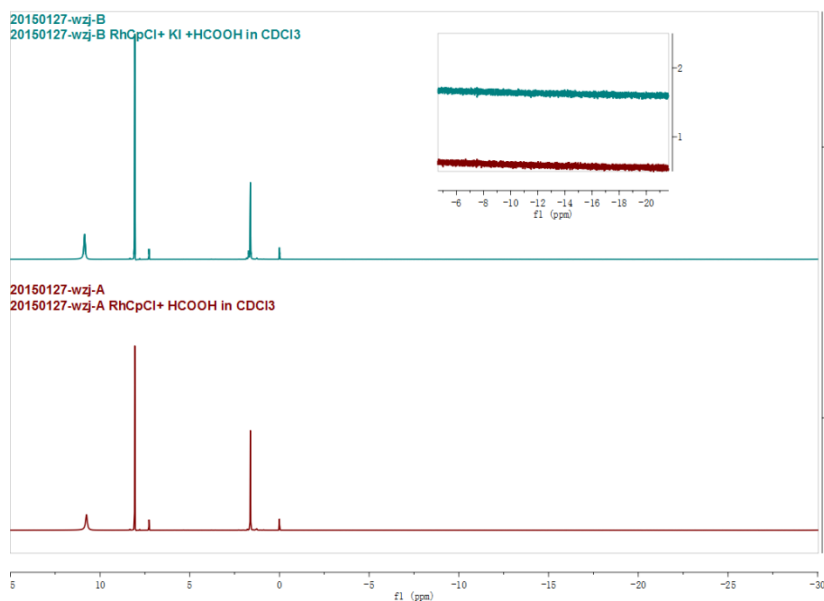 20150127-wzj-B
20150127-wzj-B RhCpCl+ KI +HCOOH in CDCl3
-2
-1
-6 -8 -10 -12 -14 -16 -18 -20
f1 (ppm)
20150127-wzj-A
20150127-wzj-A RhCpCl+ HCOOH in CDCl3
5 10 5 0 -5 -10 -15 -20 -25 -30
f1 (ppm)